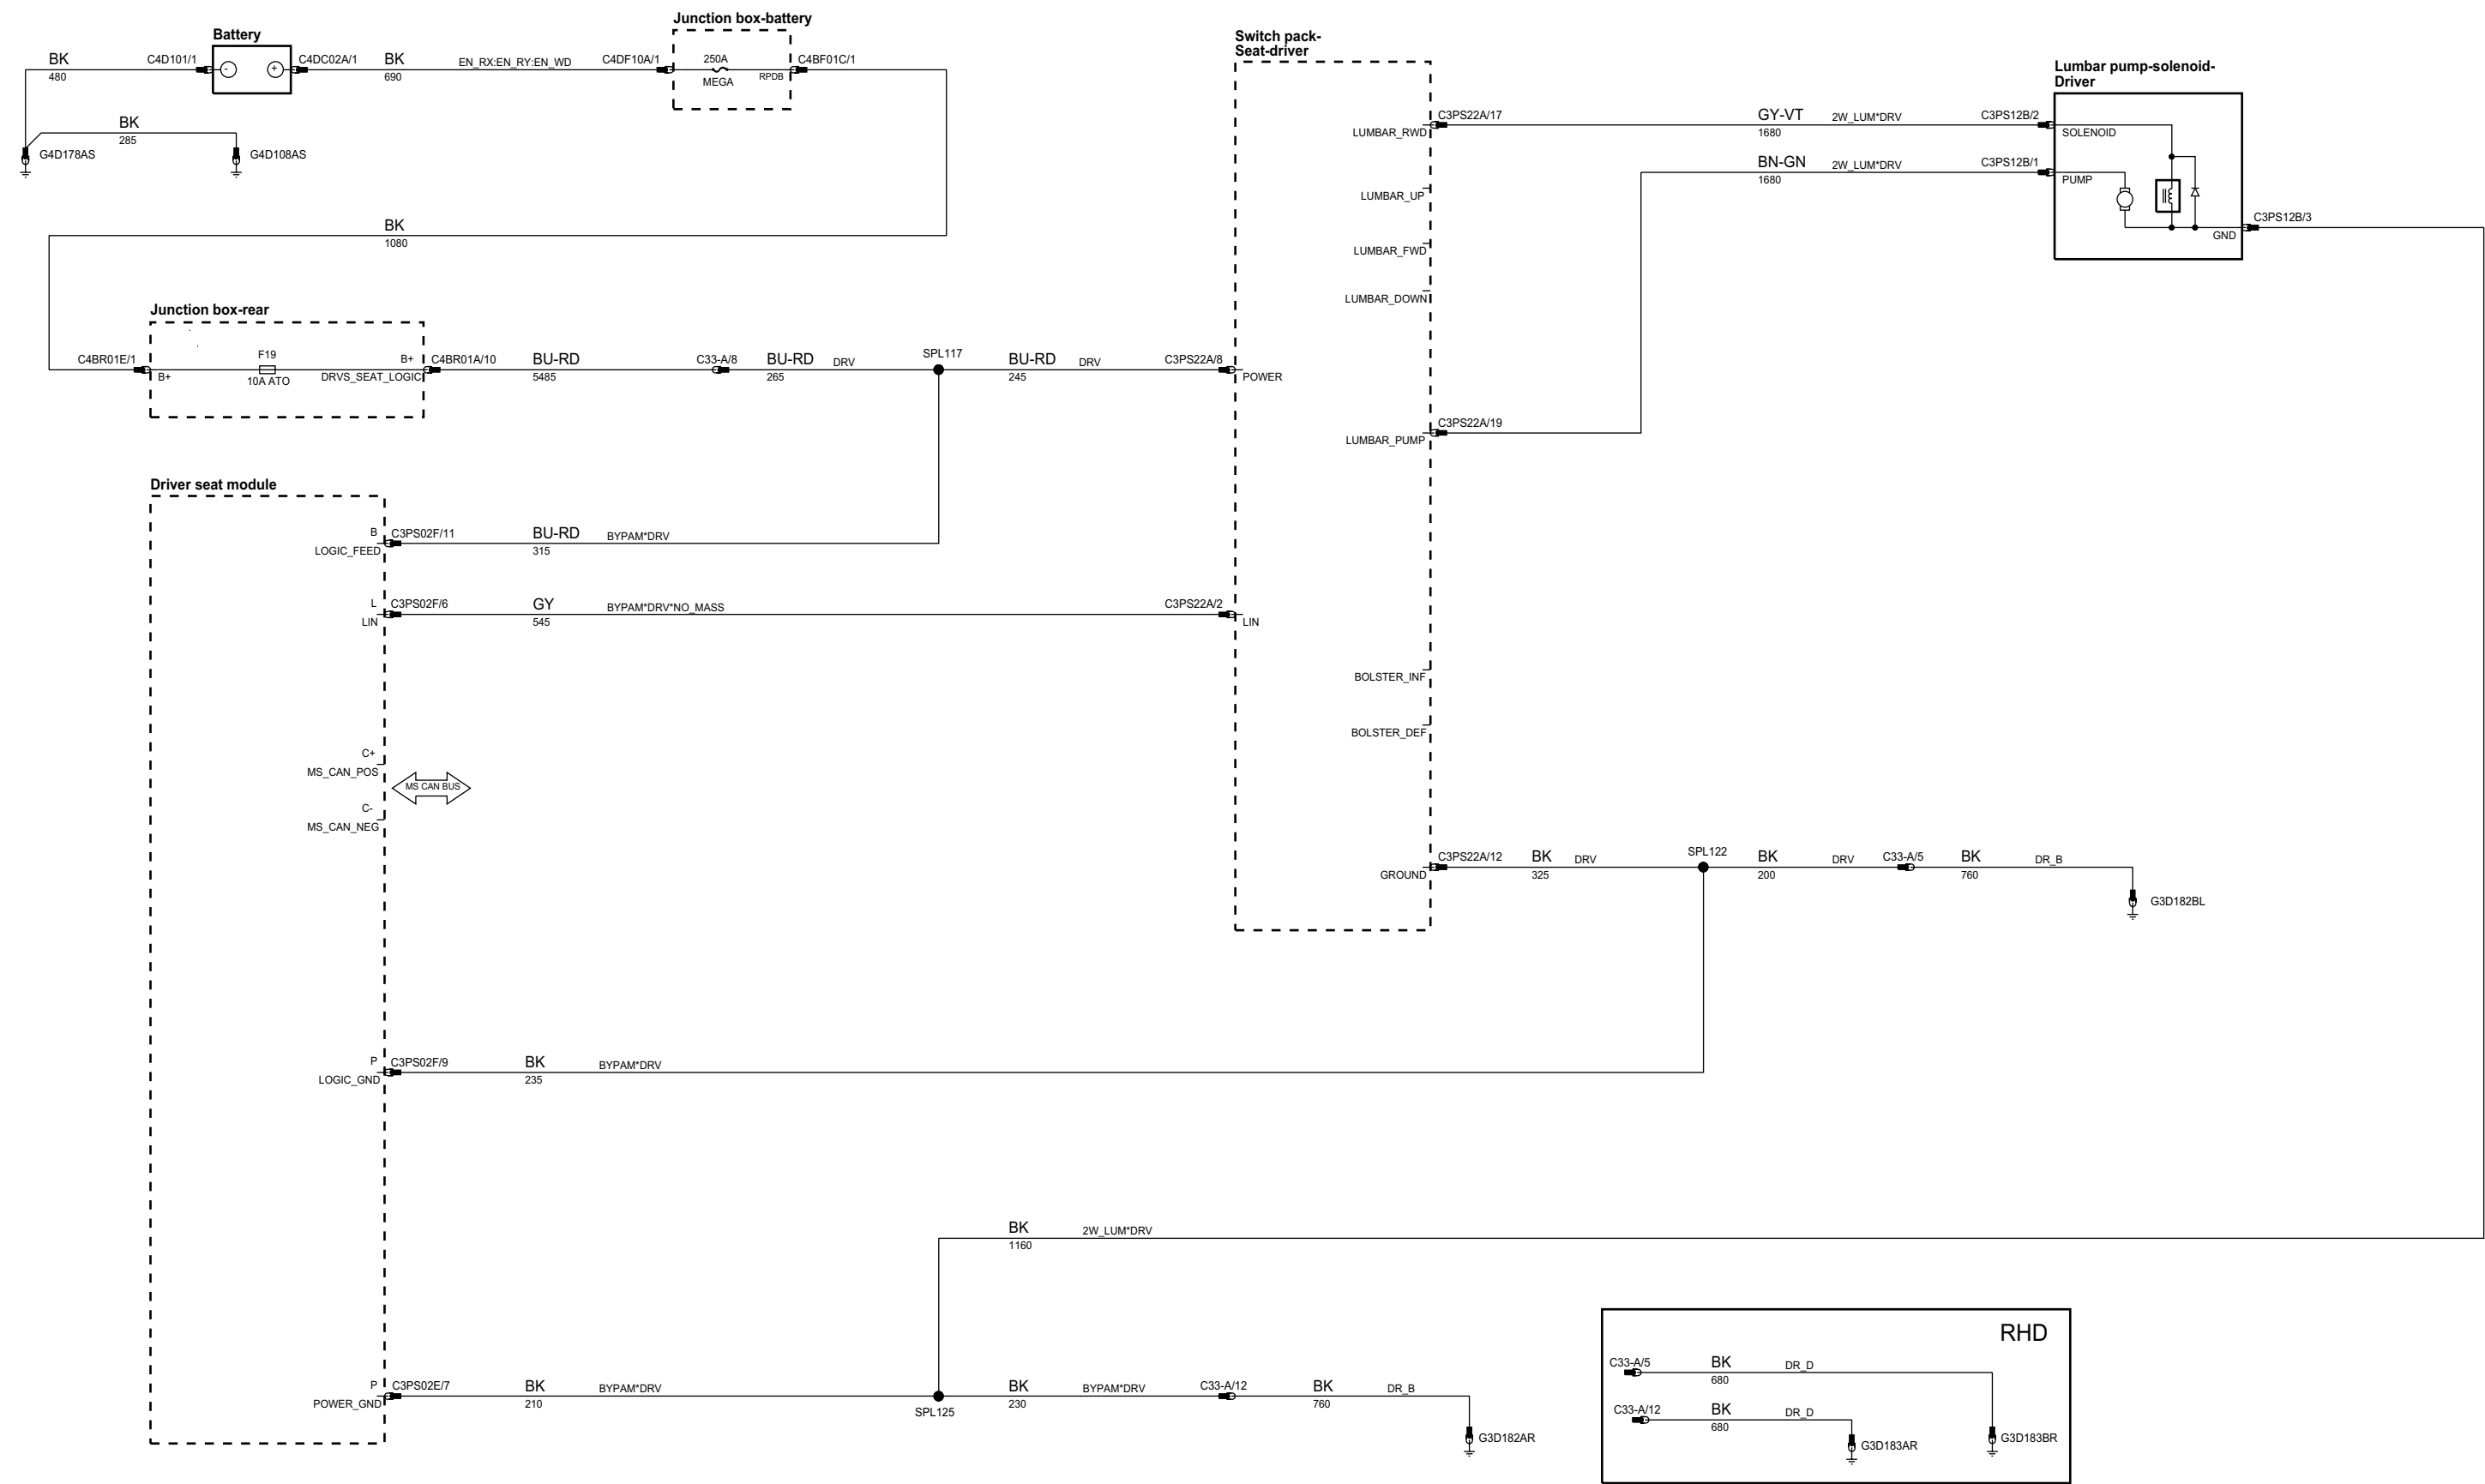 Junction box-battery
Battery
Switch pack-
Seat-driver
BK
480
C4D101/1
-
+
C4DC02A/1
BK
690
EN_RX:EN_RY:EN_WD
C4DF10A/1
250A
MEGA
RPDB
C4BF01C/1
Lumbar pump-solenoid-
Driver
BK
285
G4D178AS
G4D108AS
LUMBAR_RWD
C3PS22A/17
GY-VT
1680
2W_LUM*DRV
C3PS12B/2
SOLENOID
BN-GN
1680
2W_LUM*DRV
C3PS12B/1
PUMP
LUMBAR_UP
BK
1080
C3PS12B/3
GND
LUMBAR_FWD
LUMBAR_DOWN
Junction box-rear
C4BR01E/1
B+
F19
10A ATO
B+
DRVS_SEAT_LOGIC
C4BR01A/10
BU-RD
5485
C33-A/8
BU-RD
265
DRV
SPL117
BU-RD
245
DRV
C3PS22A/8
POWER
LUMBAR_PUMP
C3PS22A/19
Driver seat module
B
LOGIC_FEED
C3PS02F/11
BU-RD
315
BYPAM*DRV
L
LIN
C3PS02F/6
GY
545
BYPAM*DRV*NO_MASS
C3PS22A/2
LIN
BOLSTER_INF
BOLSTER_DEF
C+
MS_CAN_POS
MS CAN BUS
C-
MS_CAN_NEG
GROUND
C3PS22A/12
BK
325
DRV
SPL122
BK
200
DRV
C33-A/5
BK
760
DR_B
G3D182BL
P
LOGIC_GND
C3PS02F/9
BK
235
BYPAM*DRV
BK
1160
2W_LUM*DRV
P
POWER_GND
C3PS02E/7
BK
210
BYPAM*DRV
SPL125
BK
230
BYPAM*DRV
C33-A/12
BK
760
DR_B
G3D182AR
RHD
C33-A/5
BK
680
DR_D
C33-A/12
BK
680
DR_D
G3D183AR
G3D183BR